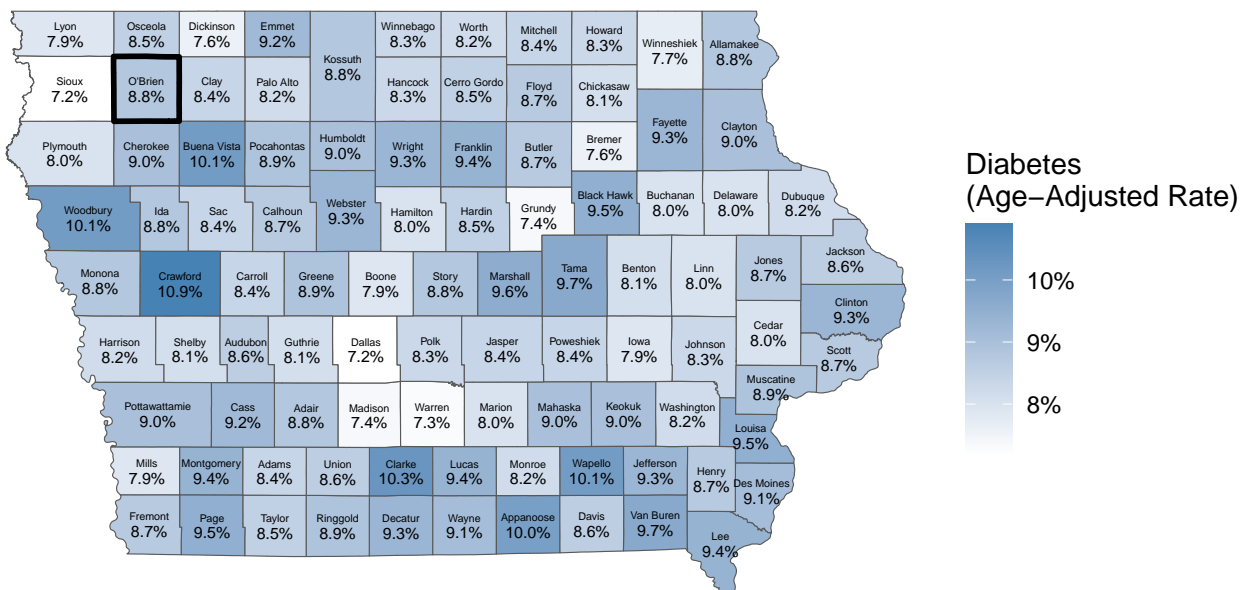 Lyon
7.9%
Osceola
8.5%
Dickinson
7.6%
Emmet
9.2%
Kossuth
8.8%
Winnebago
8.3%
Worth
8.2%
Mitchell
8.4%
Howard
8.3%
Winneshiek
7.7%
Allamakee
8.8%
Sioux
7.2%
O'Brien
8.8%
Clay
8.4%
Palo Alto
8.2%
Hancock
8.3%
Cerro Gordo
8.5%
Floyd
8.7%
Chickasaw
8.1%
Fayette
9.3%
Clayton
9.0%
Plymouth
8.0%
Cherokee
9.0%
Buena Vista
10.1%
Pocahontas
8.9%
Humboldt
9.0%
Wright
9.3%
Franklin
9.4%
Butler
8.7%
Bremer
7.6%
Woodbury
10.1%
Ida
8.8%
Sac
8.4%
Calhoun
8.7%
Webster
9.3%
Hamilton
8.0%
Hardin
8.5%
Grundy
7.4%
Black Hawk
9.5%
Buchanan
8.0%
Delaware
8.0%
Dubuque
8.2%
Monona
8.8%
Crawford
10.9%
Carroll
8.4%
Greene
8.9%
Boone
7.9%
Story
8.8%
Marshall
9.6%
Tama
9.7%
Benton
8.1%
Linn
8.0%
Jones
8.7%
Jackson
8.6%
Clinton
9.3%
Harrison
8.2%
Shelby
8.1%
Audubon
8.6%
Guthrie
8.1%
Dallas
7.2%
Polk
8.3%
Jasper
8.4%
Poweshiek
8.4%
Iowa
7.9%
Johnson
8.3%
Cedar
8.0%
Scott
8.7%
Muscatine
8.9%
Pottawattamie
9.0%
Cass
9.2%
Adair
8.8%
Madison
7.4%
Warren
7.3%
Marion
8.0%
Mahaska
9.0%
Keokuk
9.0%
Washington
8.2%
Louisa
9.5%
Mills
7.9%
Montgomery
9.4%
Adams
8.4%
Union
8.6%
Clarke
10.3%
Lucas
9.4%
Monroe
8.2%
Wapello
10.1%
Jefferson
9.3%
Henry
8.7%
Des Moines
9.1%
Fremont
8.7%
Page
9.5%
Taylor
8.5%
Ringgold
8.9%
Decatur
9.3%
Wayne
9.1%
Appanoose
10.0%
Davis
8.6%
Van Buren
9.7%
Lee
9.4%
Diabetes
(Age−Adjusted Rate)
10%
9%
8%